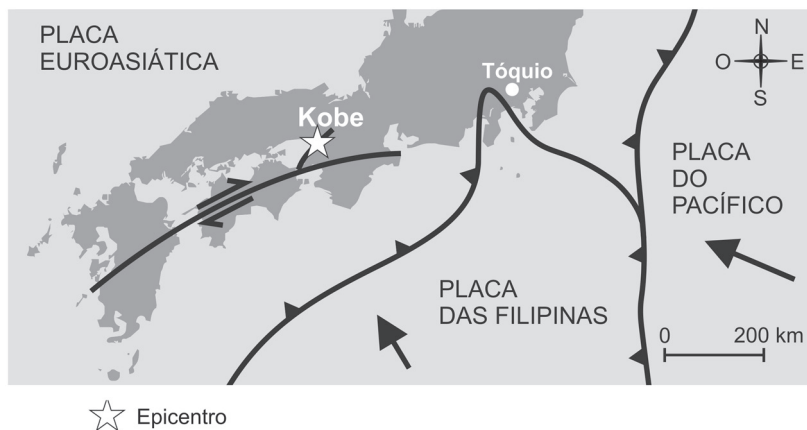 PLACA
EUROASIÁTICA
Kobe
Tóquio
N
O E
S
PLACA
DO
PACÍFICO
PLACA
DAS FILIPINAS
0 200 km
Epicentro